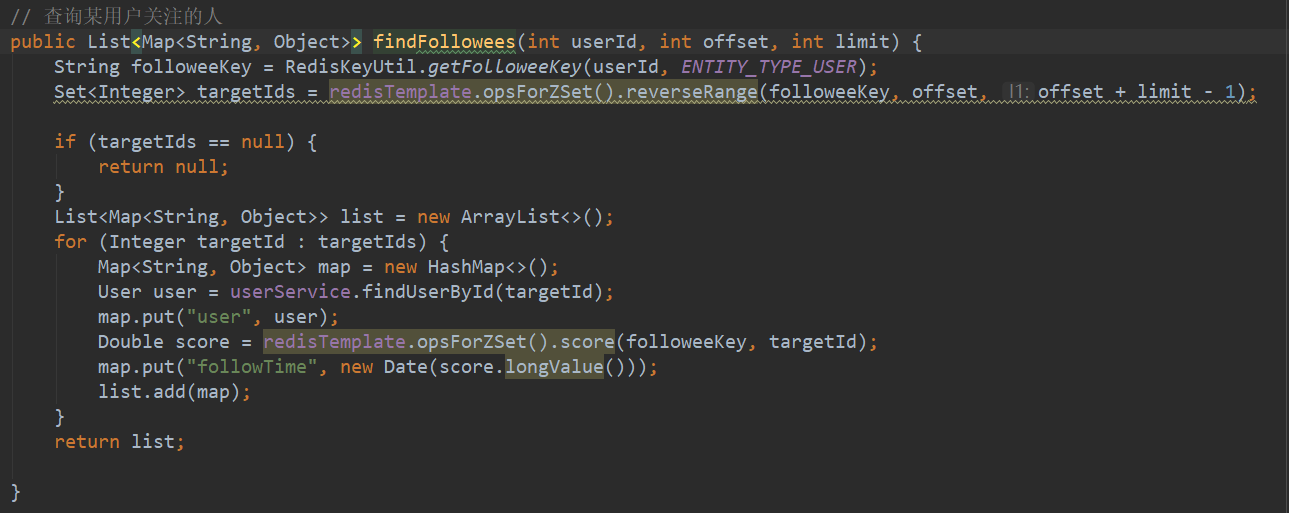 // 查询某用户关注的人
public List<Map<String, Object>> findFollowees(int userId, int offset, int limit) {
    String followeeKey = RedisKeyUtil.getFolloweeKey(userId, ENTITY_TYPE_USER);
    Set<Integer> targetIds = redisTemplate.opsForZSet().reverseRange(followeeKey, offset, l1: offset + limit - 1);
    if (targetIds == null) {
        return null;
    }
    List<Map<String, Object>> list = new ArrayList<>();
    for (Integer targetId : targetIds) {
        Map<String, Object> map = new HashMap<>();
        User user = userService.findUserById(targetId);
        map.put("user", user);
        Double score = redisTemplate.opsForZSet().score(followeeKey, targetId);
        map.put("followTime", new Date(score.longValue()));
        list.add(map);
    }
    return list;
}